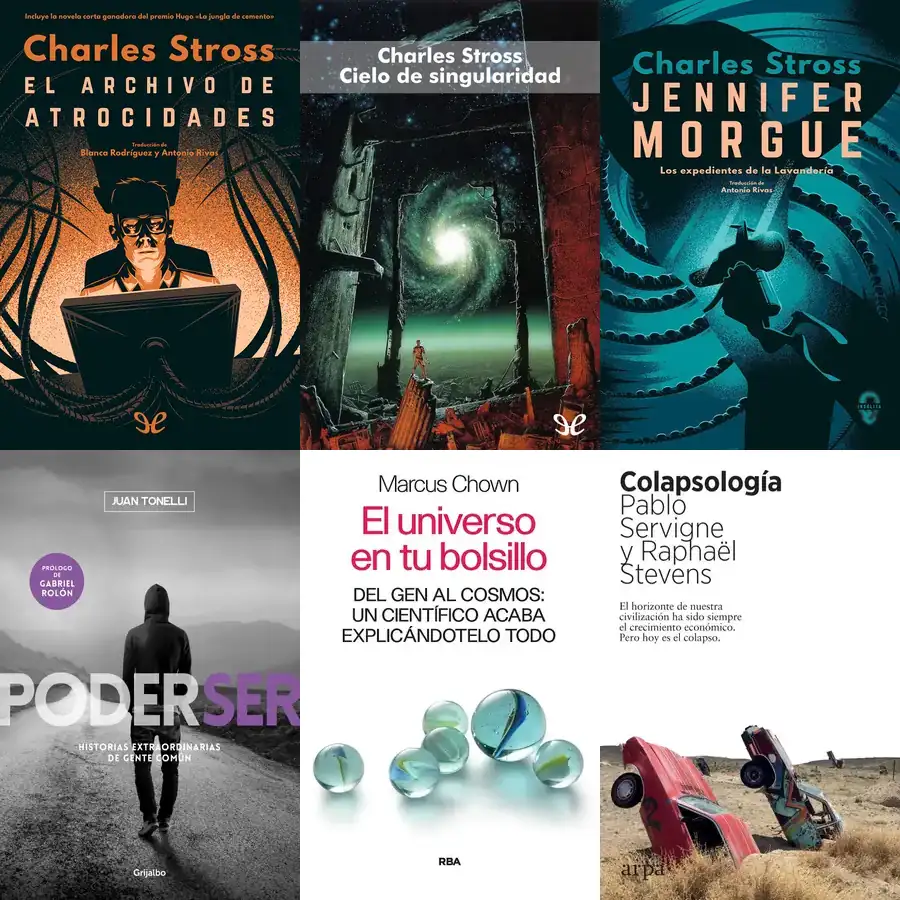 Incluye la novela corta ganadora del premio Hugo «La jungla de cemento»
Charles Stross
EL ARCHIVO DE
ATROCIDADES
Traducción de
Blanca Rodríguez y Antonio Rivas
Charles Stross
Cielo de singularidad
Charles Stross
JENNIFER
MORGUE
Los expedientes de la Lavandería
Traducción de
Antonio Rivas
INSÓLITA
JUAN TONELLI
PRÓLOGO
DE
GABRIEL
ROLÓN
PODERSER
HISTORIAS EXTRAORDINARIAS
DE GENTE COMÚN
Grijalbo
Marcus Chown
El universo
en tu bolsillo
DEL GEN AL COSMOS:
UN CIENTÍFICO ACABA
EXPLICÁNDOTELO TODO
RBA
Colapsología
Pablo
Servigne
y Raphaël
Stevens
El horizonte de nuestra
civilización ha sido siempre
el crecimiento económico.
Pero hoy es el colapso.
arpa